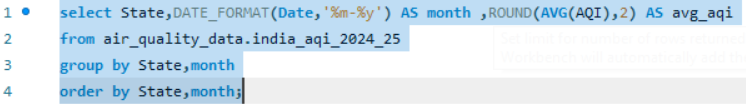 1 select State,DATE_FORMAT(Date,'%m-%y') AS month ,ROUND(AVG(AQI),2) AS avg_aqi
2 from air_quality_data.india_aqi_2024_25
Set limit for number of rows returned
3 group by State,month
Workbench will automatically add the
4 order by State,month;